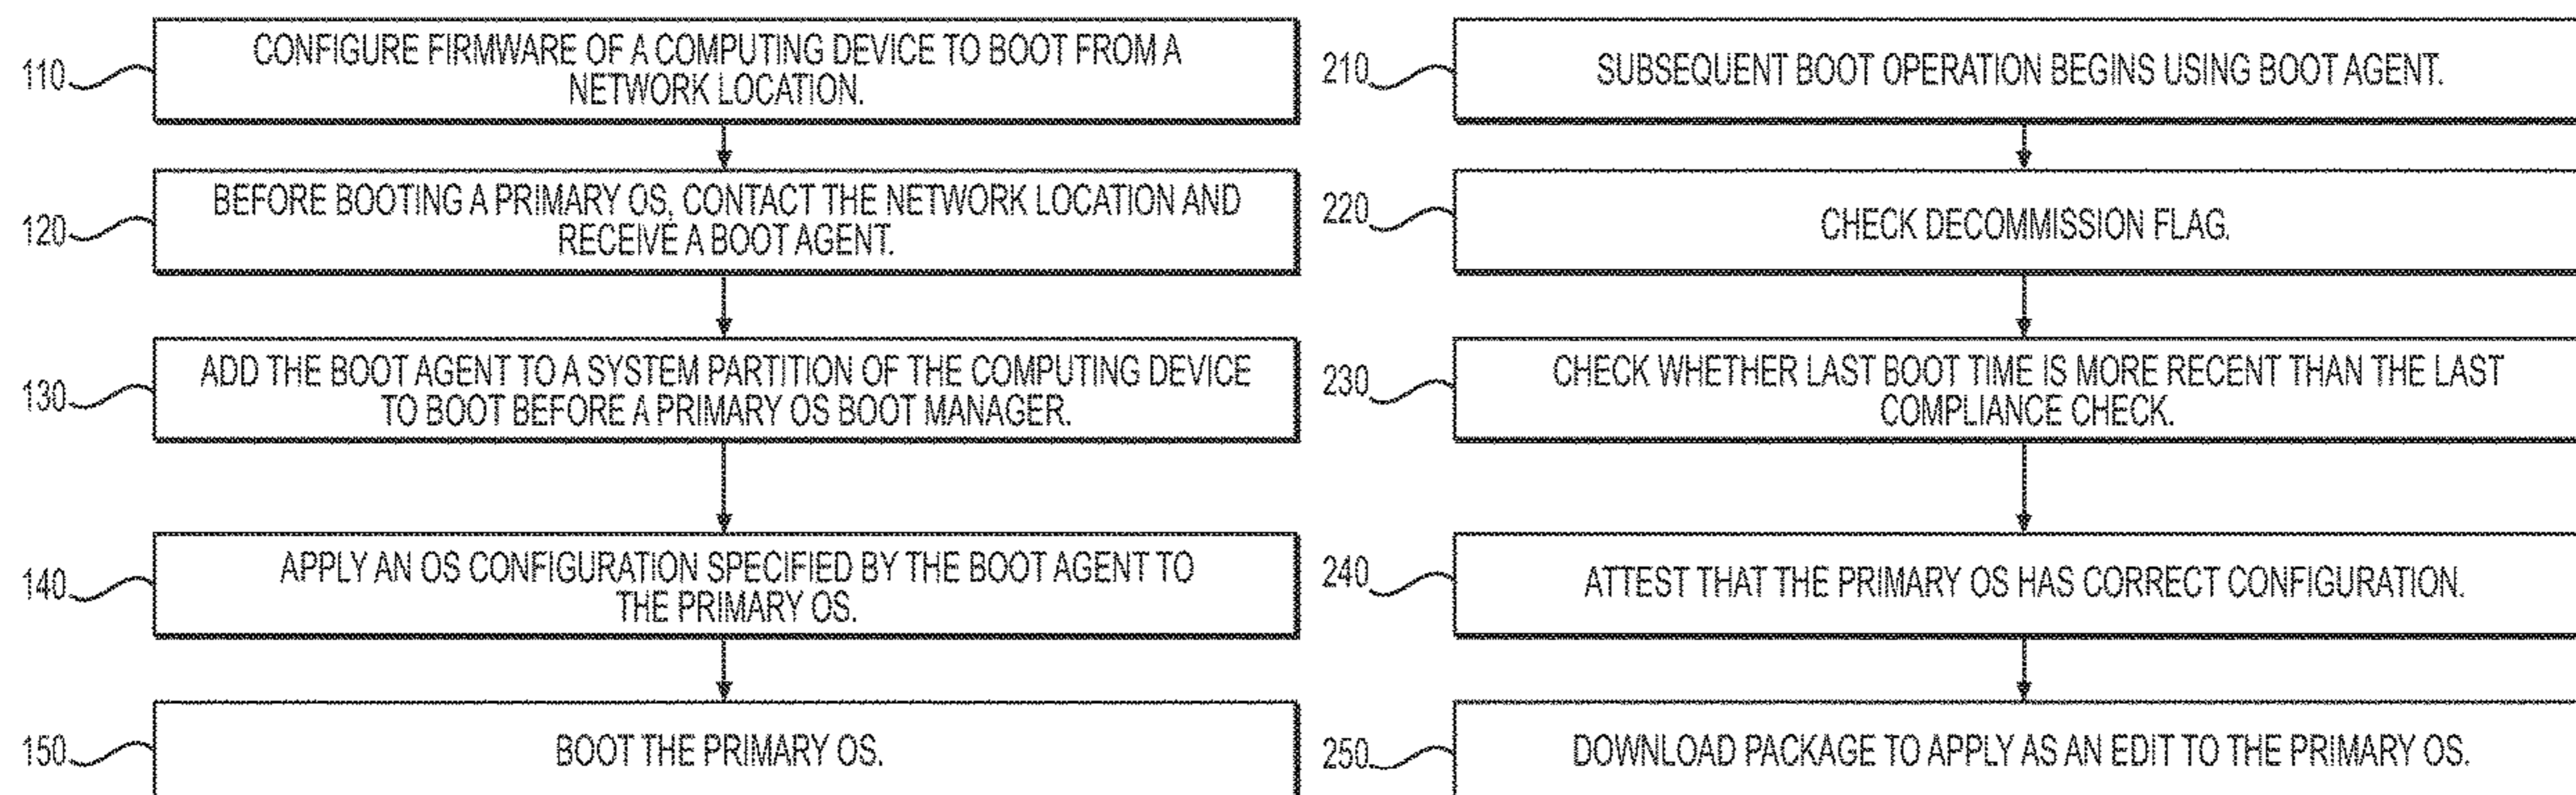 110
CONFIGURE FIRMWARE OF A COMPUTING DEVICE TO BOOT FROM A
NETWORK LOCATION.
120
BEFORE BOOTING A PRIMARY OS, CONTACT THE NETWORK LOCATION AND
RECEIVE A BOOT AGENT.
130
ADD THE BOOT AGENT TO A SYSTEM PARTITION OF THE COMPUTING DEVICE
TO BOOT BEFORE A PRIMARY OS BOOT MANAGER.
140
APPLY AN OS CONFIGURATION SPECIFIED BY THE BOOT AGENT TO
THE PRIMARY OS.
150
BOOT THE PRIMARY OS.
210
SUBSEQUENT BOOT OPERATION BEGINS USING BOOT AGENT.
220
CHECK DECOMMISSION FLAG.
230
CHECK WHETHER LAST BOOT TIME IS MORE RECENT THAN THE LAST
COMPLIANCE CHECK.
240
ATTEST THAT THE PRIMARY OS HAS CORRECT CONFIGURATION.
250
DOWNLOAD PACKAGE TO APPLY AS AN EDIT TO THE PRIMARY OS.